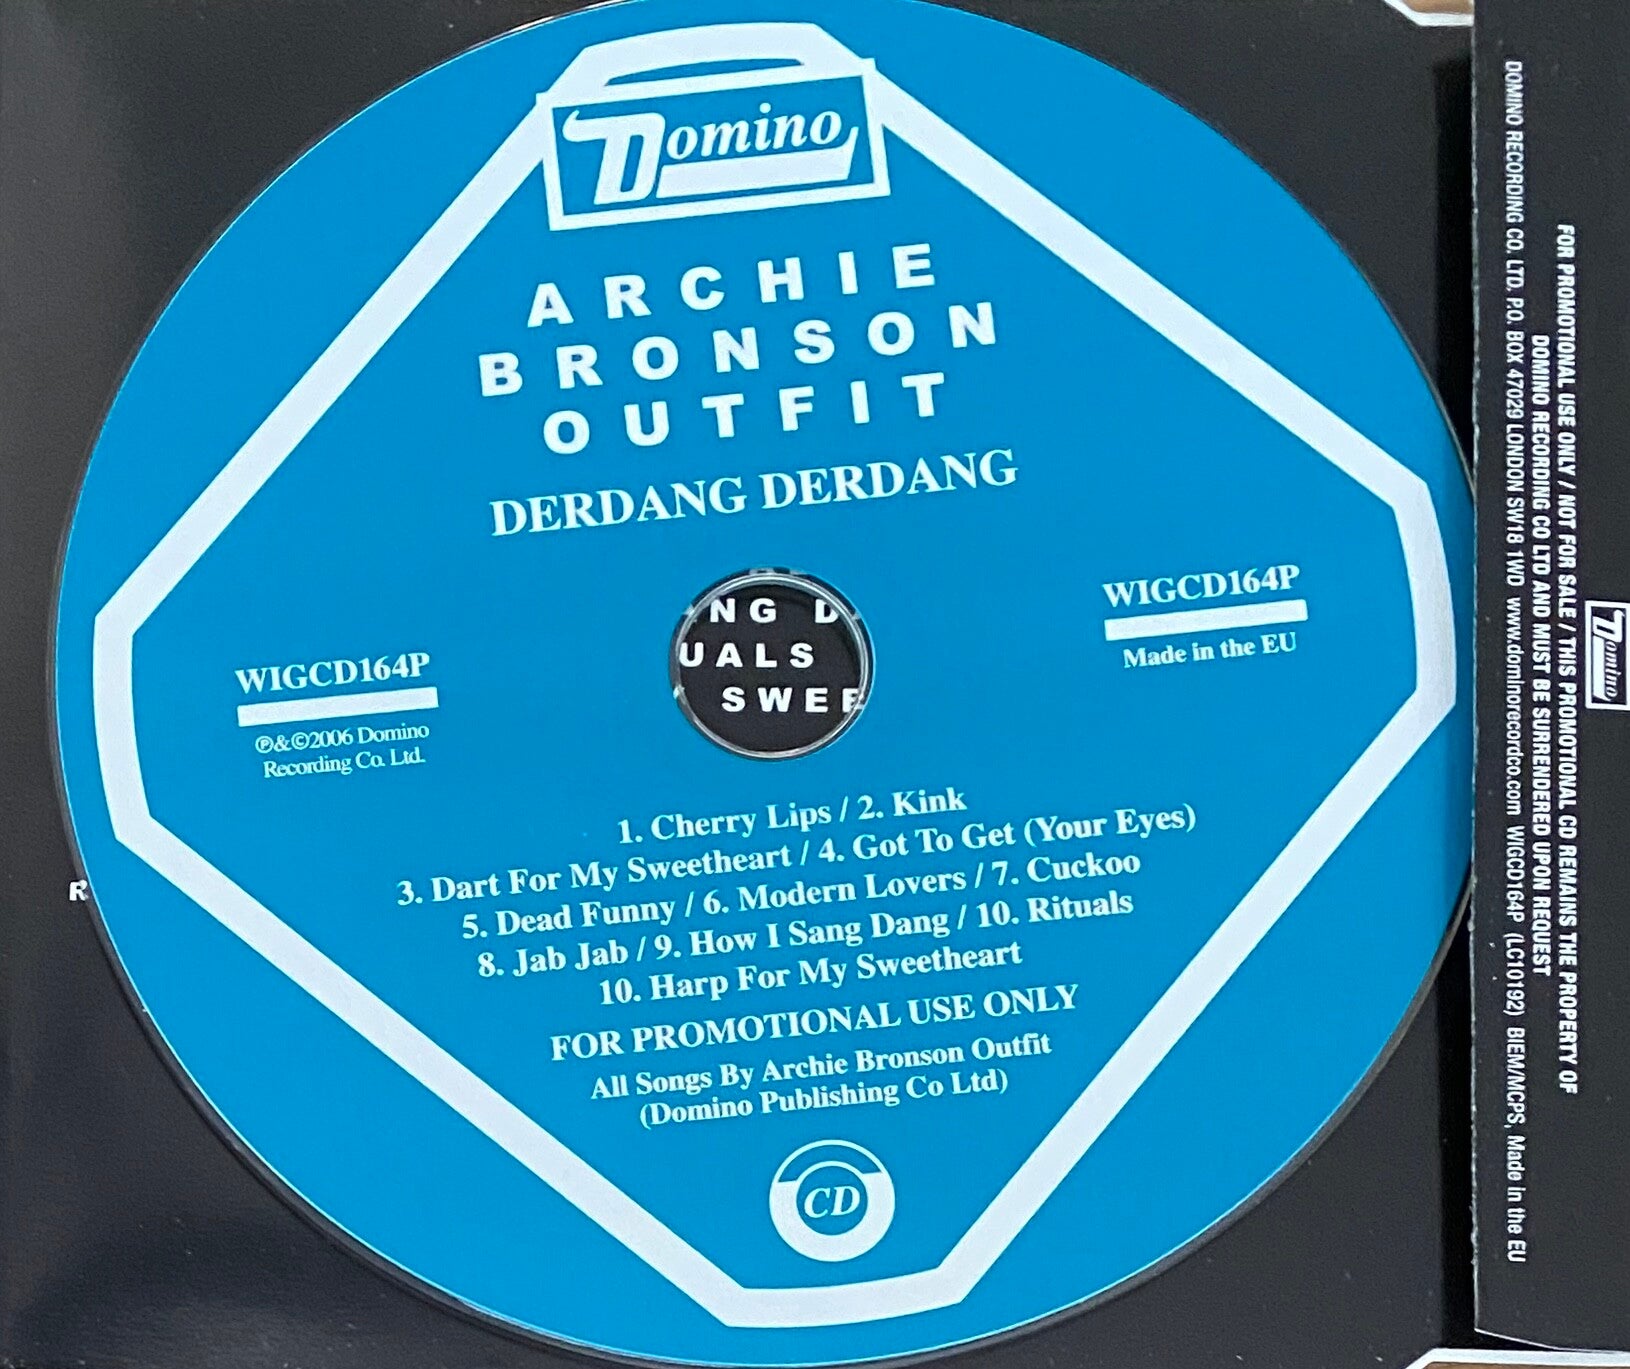 Domino
ARCHIE
BRONSON
OUTFIT
DERDANG DERDANG
WIGCD164P
Made in the EU
WIGCD164P
℗&©2006 Domino
Recording Co. Ltd.
NG D
UALS
SWEE
R
1. Cherry Lips / 2. Kink
3. Dart For My Sweetheart / 4. Got To Get (Your Eyes)
5. Dead Funny / 6. Modern Lovers / 7. Cuckoo
8. Jab Jab / 9. How I Sang Dang / 10. Rituals
10. Harp For My Sweetheart
FOR PROMOTIONAL USE ONLY
All Songs By Archie Bronson Outfit
(Domino Publishing Co Ltd)
CD
Domino
FOR PROMOTIONAL USE ONLY / NOT FOR SALE / THIS PROMOTIONAL CD REMAINS THE PROPERTY OF
DOMINO RECORDING CO LTD AND MUST BE SURRENDERED UPON REQUEST
DOMINO RECORDING CO. LTD. P.O. BOX 47029 LONDON SW18 1WD www.dominorecordco.com WIGCD164P (LC10192) BIEM/MCPS, Made in the EU